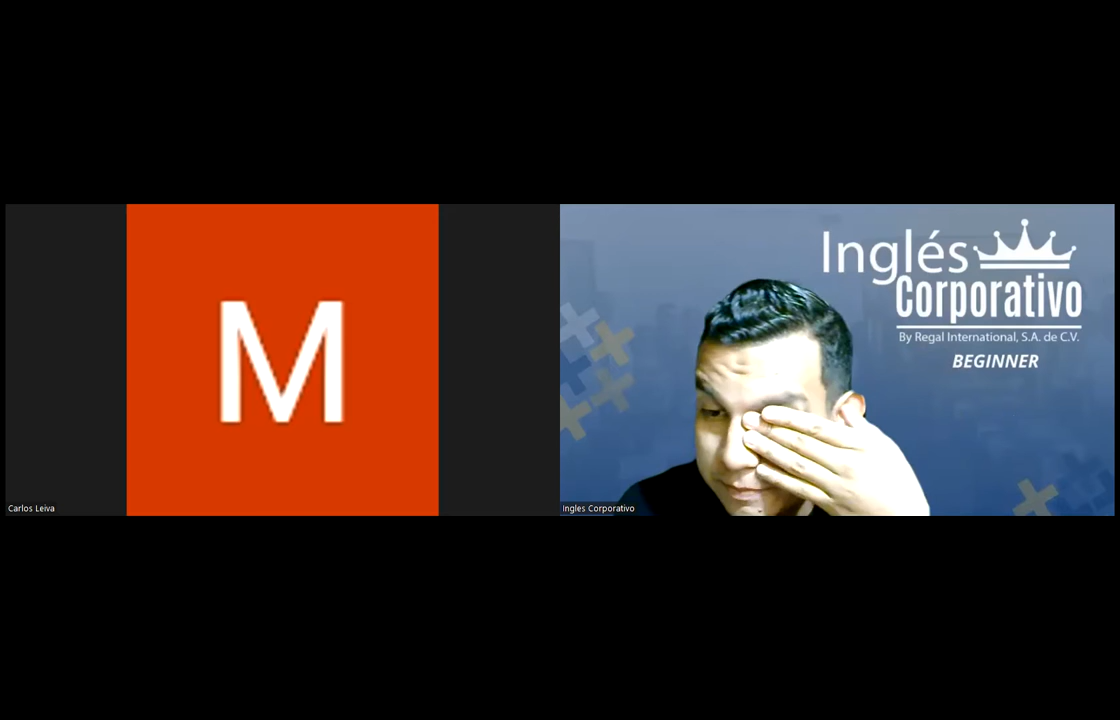 M
Carlos Leiva
Inglés
Corporativo
By Regal International, S.A. de C.V.
BEGINNER
Ingles Corporativo